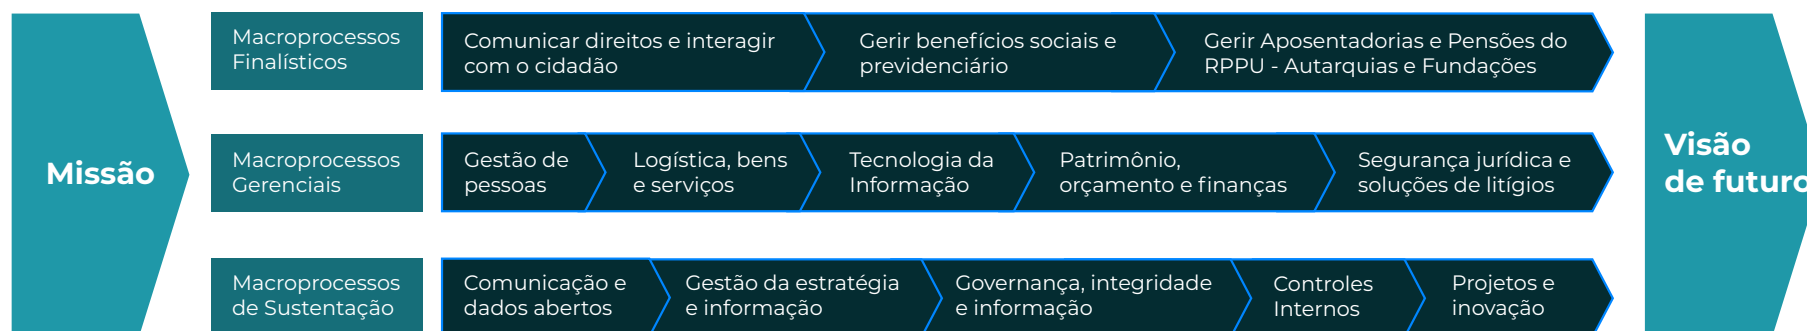 Missão
Macroprocessos
Finalísticos
Comunicar direitos e interagir
com o cidadão
Gerir benefícios sociais e
previdenciário
Gerir Aposentadorias e Pensões do
RPPU - Autarquias e Fundações
Macroprocessos
Gerenciais
Gestão de
pessoas
Logística, bens
e serviços
Tecnologia da
Informação
Patrimônio,
orçamento e finanças
Segurança jurídica e
soluções de litígios
Macroprocessos
de Sustentação
Comunicação e
dados abertos
Gestão da estratégia
e informação
Governança, integridade
e informação
Controles
Internos
Projetos e
inovação
Visão
de futuro